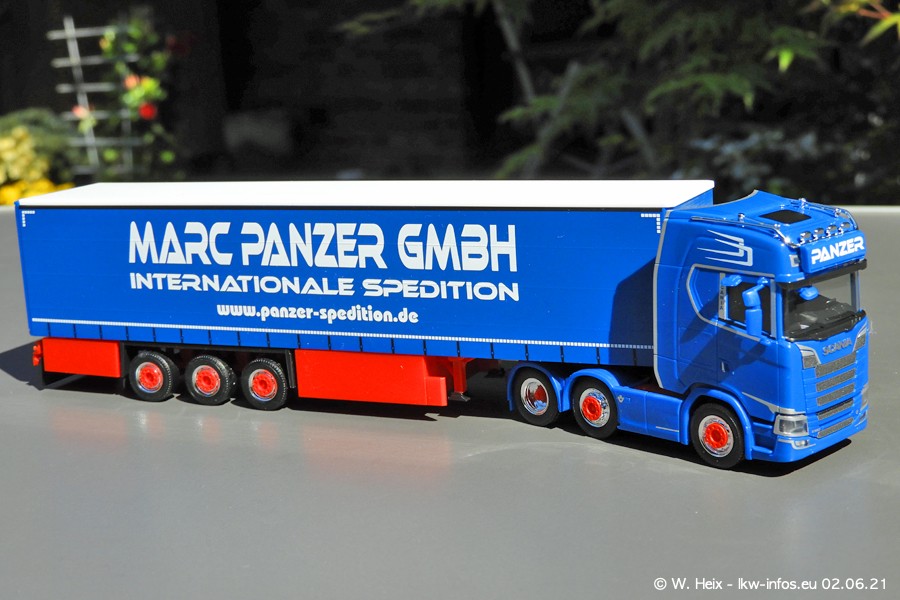 MARC PANZER GMBH
INTERNATIONALE SPEDITION
www.panzer-spedition.de
PANZER
SCANIA
© W. Heix - lkw-infos.eu 02.06.21